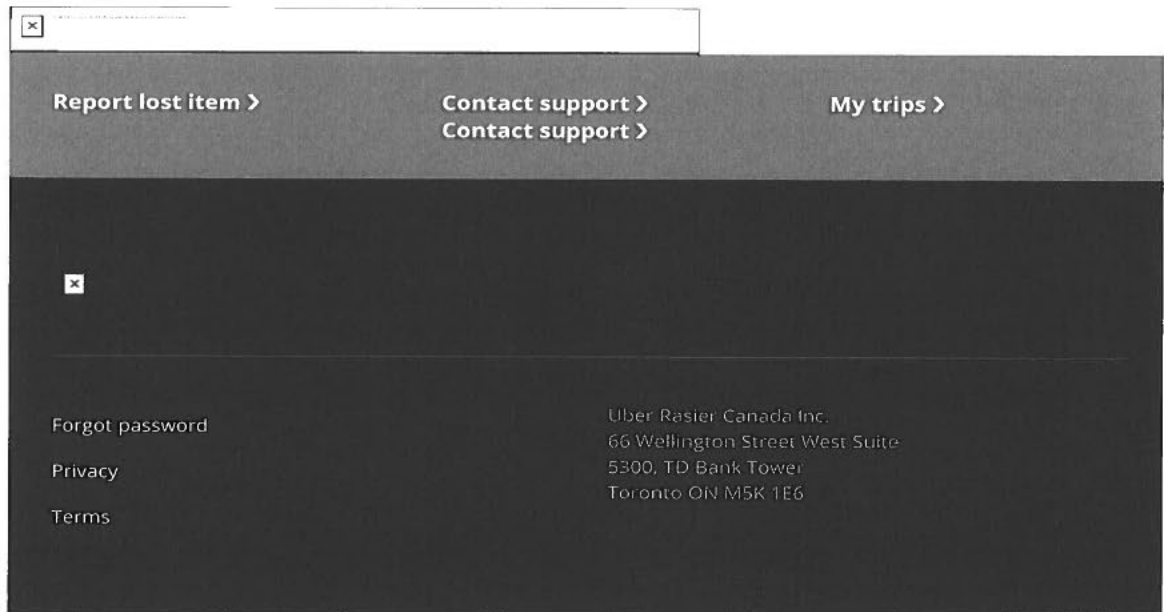 Report lost item >
Contact support >
Contact support >
My trips >
Forgot password
Privacy
Terms
Uber Rasier Canada Inc.
66 Wellington Street West Suite
5300, TD Bank Tower
Toronto ON M5K 1E6